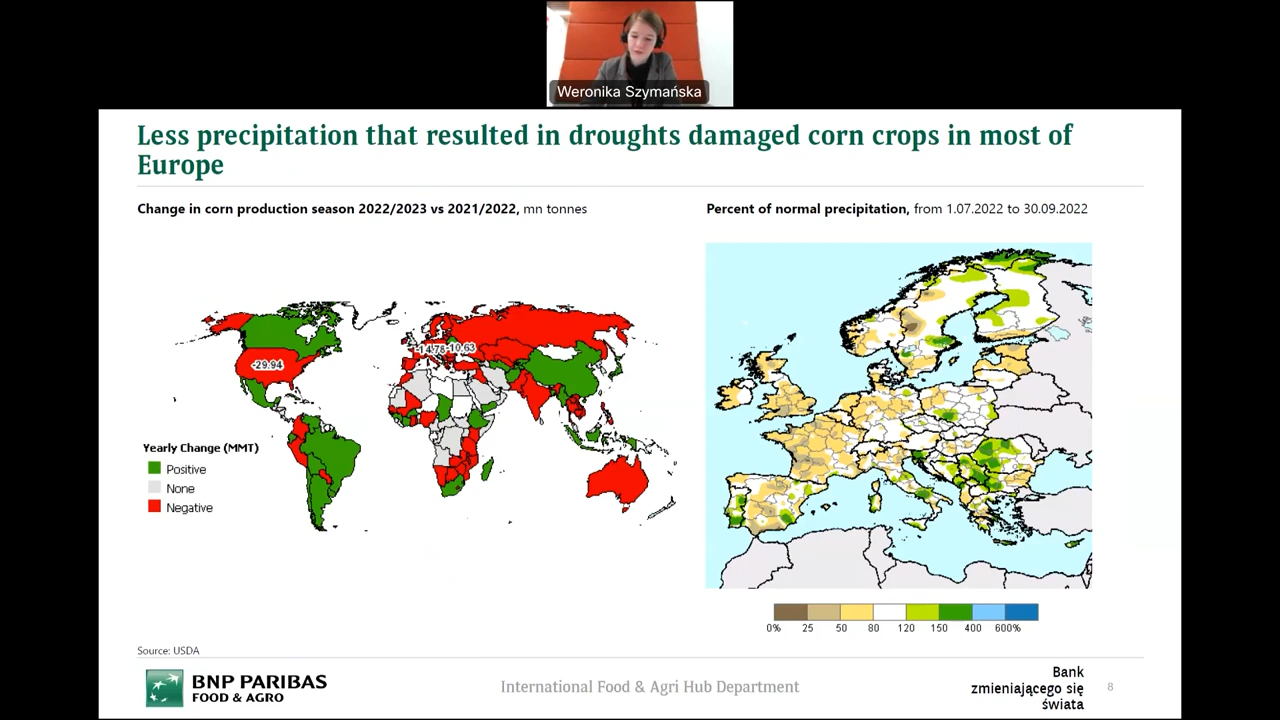 Weronika Szymańska
Less precipitation that resulted in droughts damaged corn crops in most of
Europe
Change in corn production season 2022/2023 vs 2021/2022, mn tonnes
Percent of normal precipitation, from 1.07.2022 to 30.09.2022
-29.94
-14.78
-10.63
Yearly Change (MMT)
Positive
None
Negative
0% 25 50 80 120 150 400 600%
Source: USDA
BNP PARIBAS
FOOD & AGRO
International Food & Agri Hub Department
Bank
zmieniającego się
świata
8